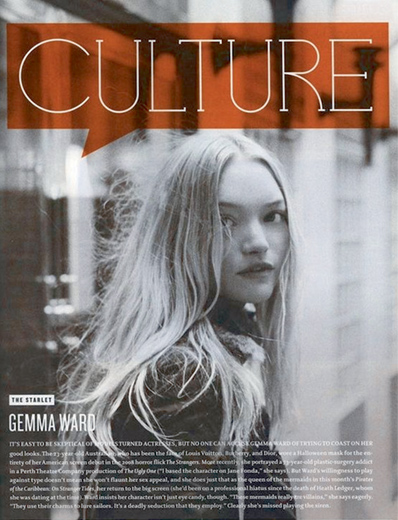 CULTURE
THE STARLET
GEMMA WARD
IT'S EASY TO BE SKEPTICAL OF MODELS TURNED ACTRESSES, BUT NO ONE CAN ACCUSE GEMMA WARD OF TRYING TO COAST ON HER
good looks. The 23-year-old Australian, who has been the face of Louis Vuitton, Burberry, and Dior, wore a Halloween mask for the en-
tirety of her American screen debut in the 2008 horror flick The Strangers. More recently, she portrayed a 73-year-old plastic-surgery addict
in a Perth Theatre Company production of The Ugly One ("I based the character on Jane Fonda," she says). But Ward's willingness to play
against type doesn't mean she won't flaunt her sex appeal, and she does just that as the queen of the mermaids in this month's Pirates
of the Caribbean: On Stranger Tides, her return to the big screen (she'd been on a professional hiatus since the death of Heath Ledger, whom
she was dating at the time). Ward insists her character isn't just eye candy, though. "These mermaids really are villains," she says
"They use their charms to lure sailors. It's a deadly seduction that they employ." Clearly she's missed playing the siren.